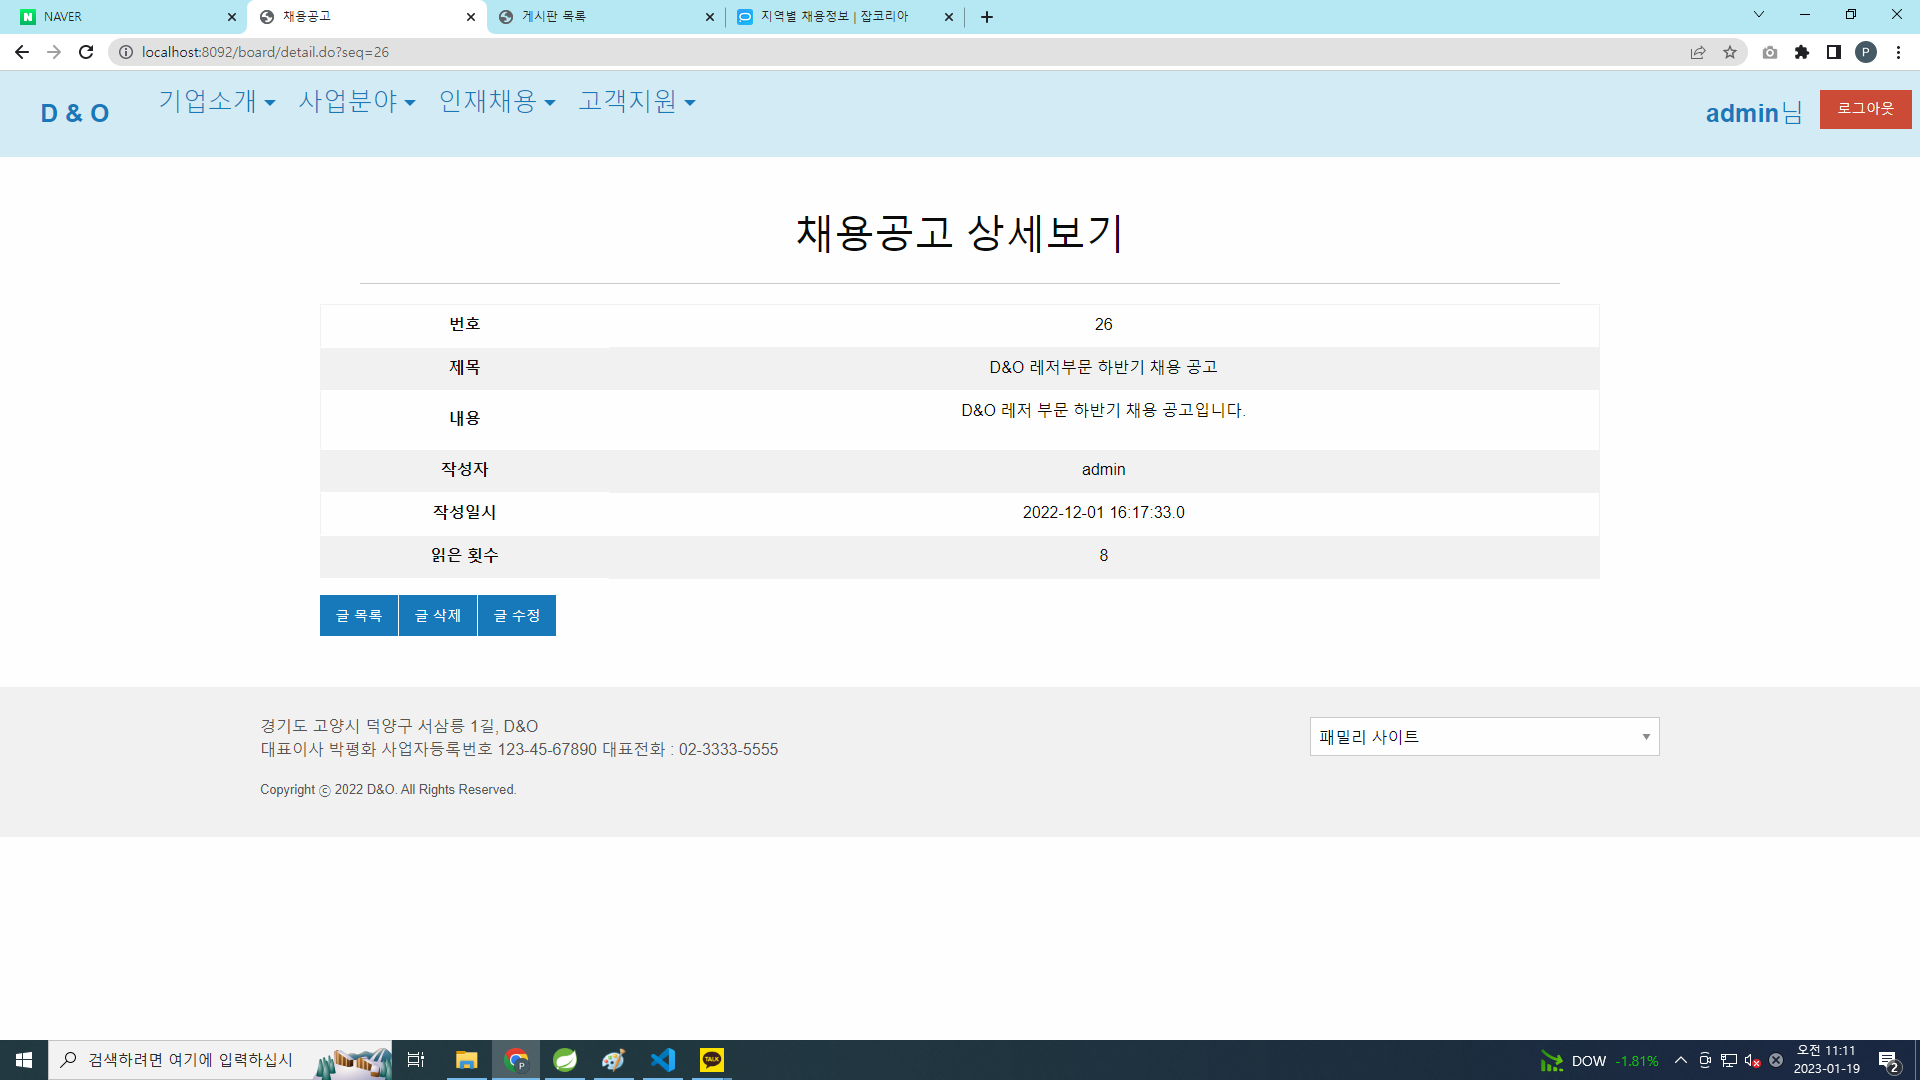 NAVER
채용공고
게시판 목록
지역별 채용정보 | 잡코리아
localhost:8092/board/detail.do?seq=26
P
D & O
기업소개
사업분야
인재채용
고객지원
admin님
로그아웃
채용공고 상세보기
번호 26
제목 D&O 레저부문 하반기 채용 공고
내용 D&O 레저 부문 하반기 채용 공고입니다.
작성자 admin
작성일시 2022-12-01 16:17:33.0
읽은 횟수 8
글 목록
글 삭제
글 수정
경기도 고양시 덕양구 서삼릉 1길, D&O
대표이사 박평화 사업자등록번호 123-45-67890 대표전화 : 02-3333-5555
패밀리 사이트
Copyright ⓒ 2022 D&O. All Rights Reserved.
검색하려면 여기에 입력하십시
P
TALK
DOW -1.81%
오전 11:11
2023-01-19
2